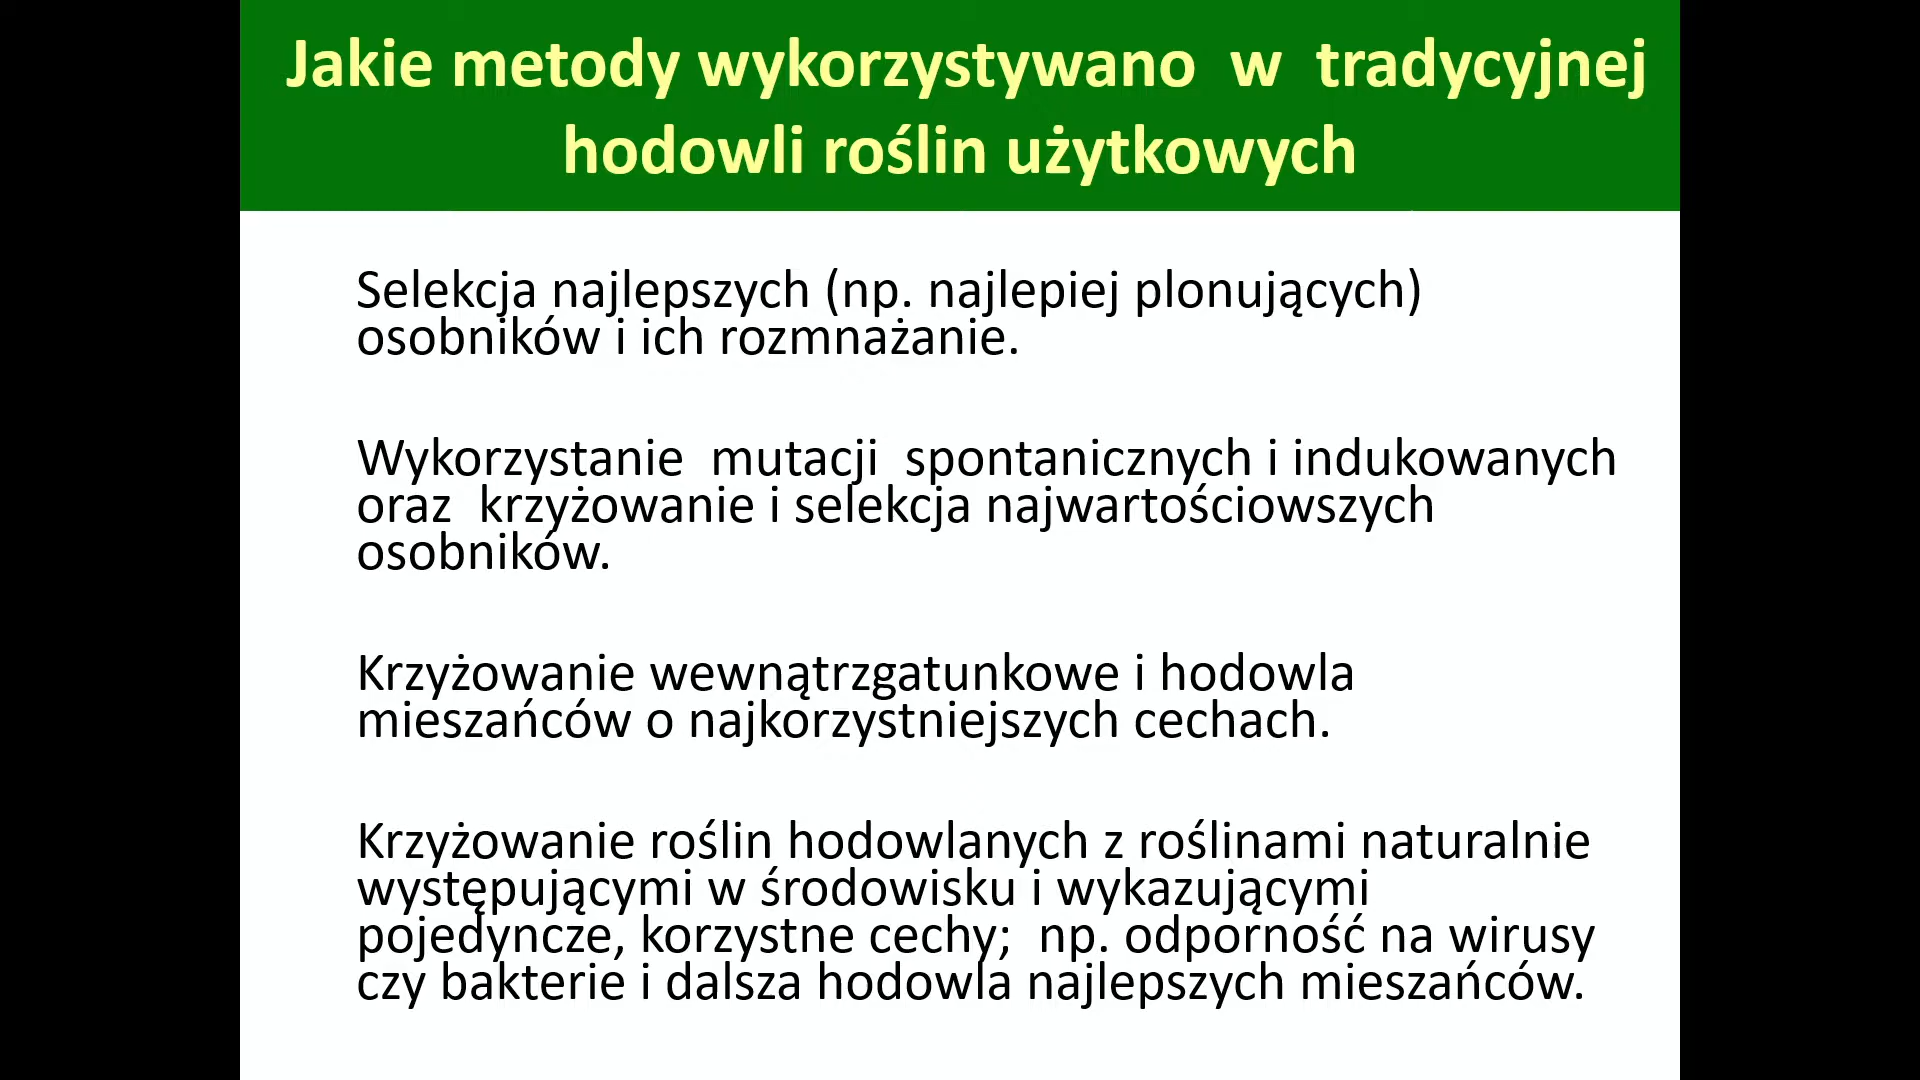 Jakie metody wykorzystywano w tradycyjnej
hodowli roślin użytkowych
Selekcja najlepszych (np. najlepiej plonujących)
osobników i ich rozmnażanie.
Wykorzystanie mutacji spontanicznych i indukowanych
oraz krzyżowanie i selekcja najwartościowszych
osobników.
Krzyżowanie wewnątrzgatunkowe i hodowla
mieszańców o najkorzystniejszych cechach.
Krzyżowanie roślin hodowlanych z roślinami naturalnie
występującymi w środowisku i wykazującymi
pojedyncze, korzystne cechy; np. odporność na wirusy
czy bakterie i dalsza hodowla najlepszych mieszańców.